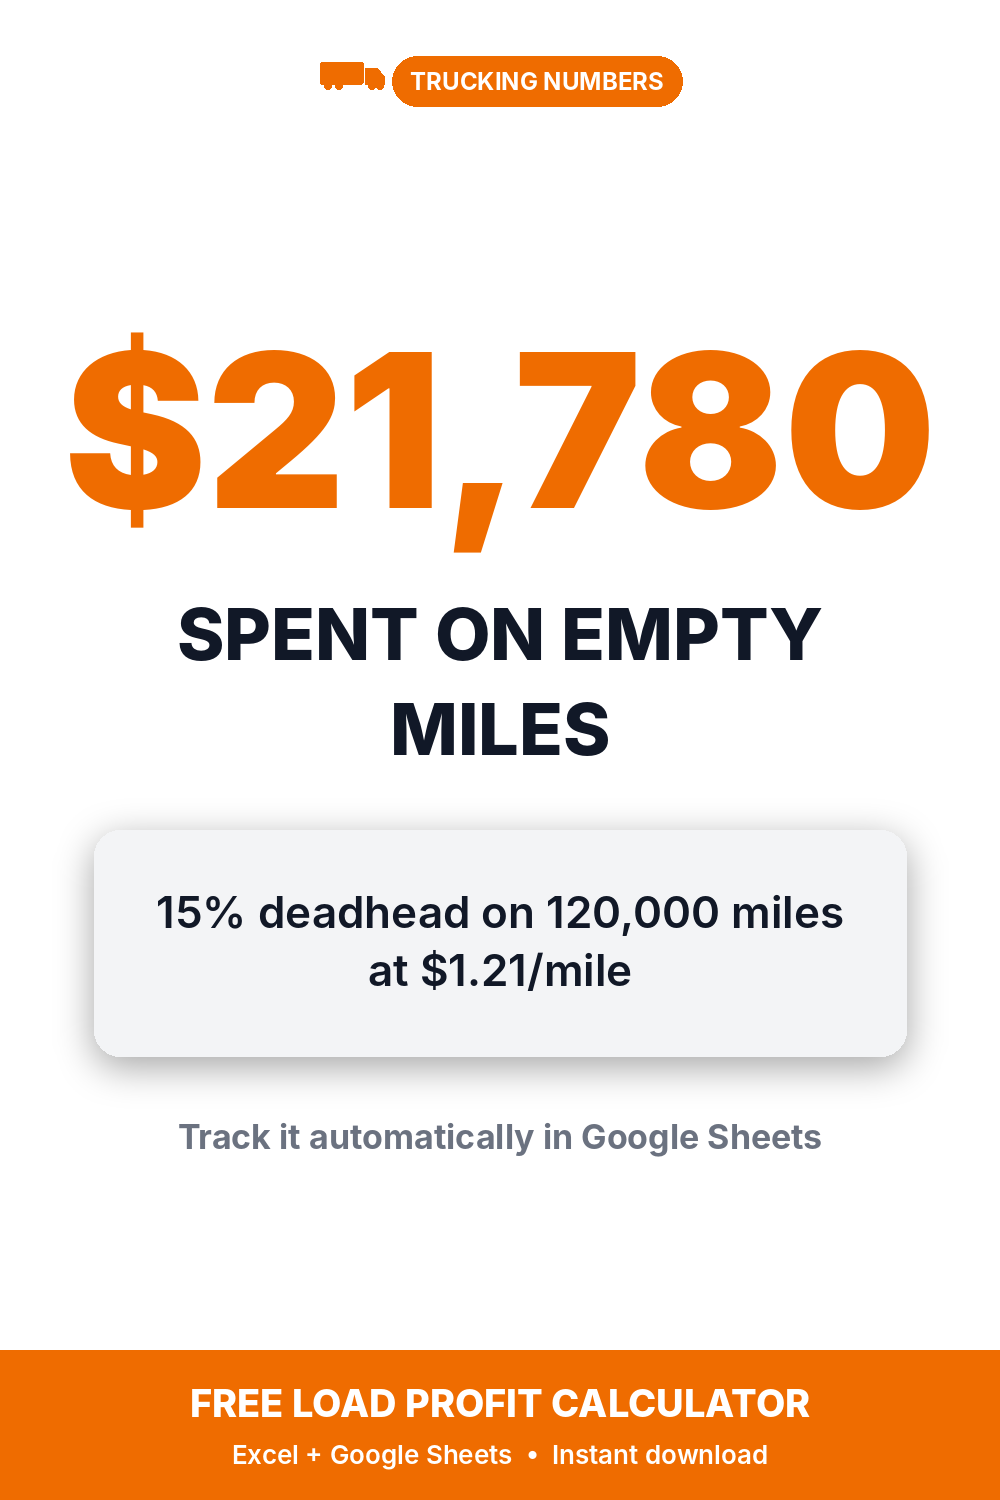 TRUCKING NUMBERS
$21,780
SPENT ON EMPTY
MILES
15% deadhead on 120,000 miles
at $1.21/mile
Track it automatically in Google Sheets
FREE LOAD PROFIT CALCULATOR
Excel + Google Sheets • Instant download